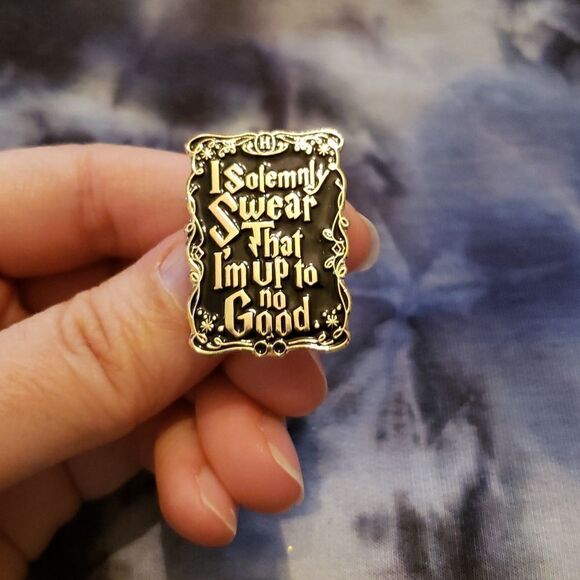 H
I Solemnly
Swear
That
I'm up to
no
Good